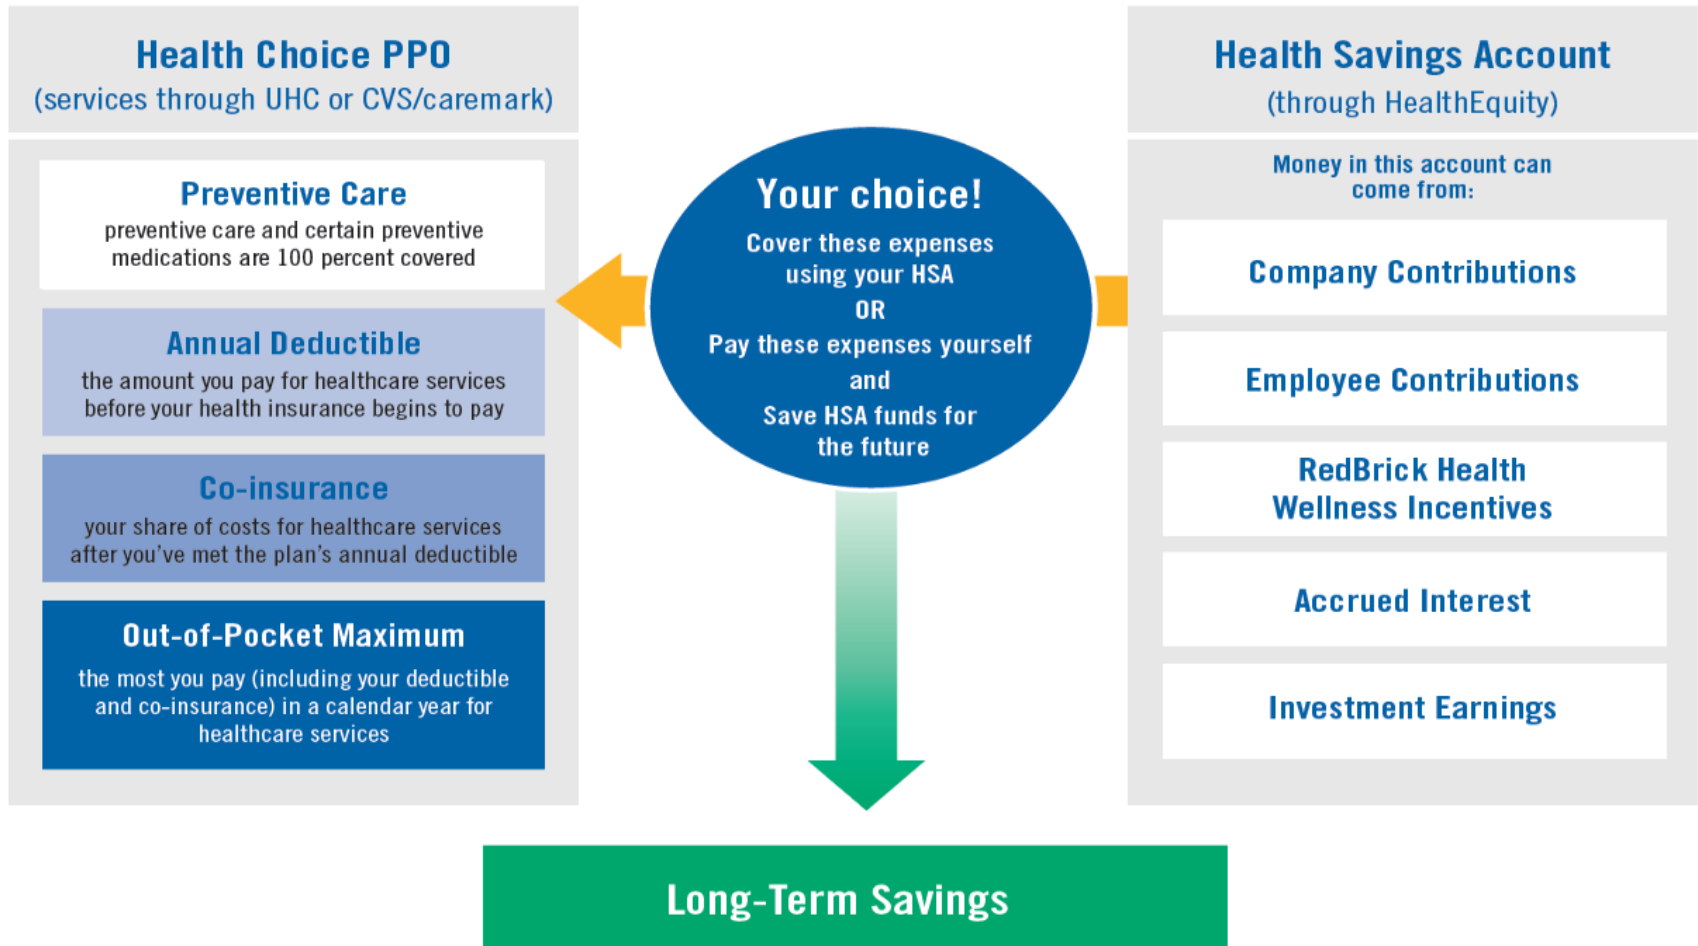 Health Choice PPO
(services through UHC or CVS/caremark)
Preventive Care
preventive care and certain preventive
medications are 100 percent covered
Annual Deductible
the amount you pay for healthcare services
before your health insurance begins to pay
Co-insurance
your share of costs for healthcare services
after you've met the plan's annual deductible
Out-of-Pocket Maximum
the most you pay (including your deductible
and co-insurance) in a calendar year for
healthcare services
Your choice!
Cover these expenses
using your HSA
OR
Pay these expenses yourself
and
Save HSA funds for
the future
Health Savings Account
(through HealthEquity)
Money in this account can
come from:
Company Contributions
Employee Contributions
RedBrick Health
Wellness Incentives
Accrued Interest
Investment Earnings
Long-Term Savings